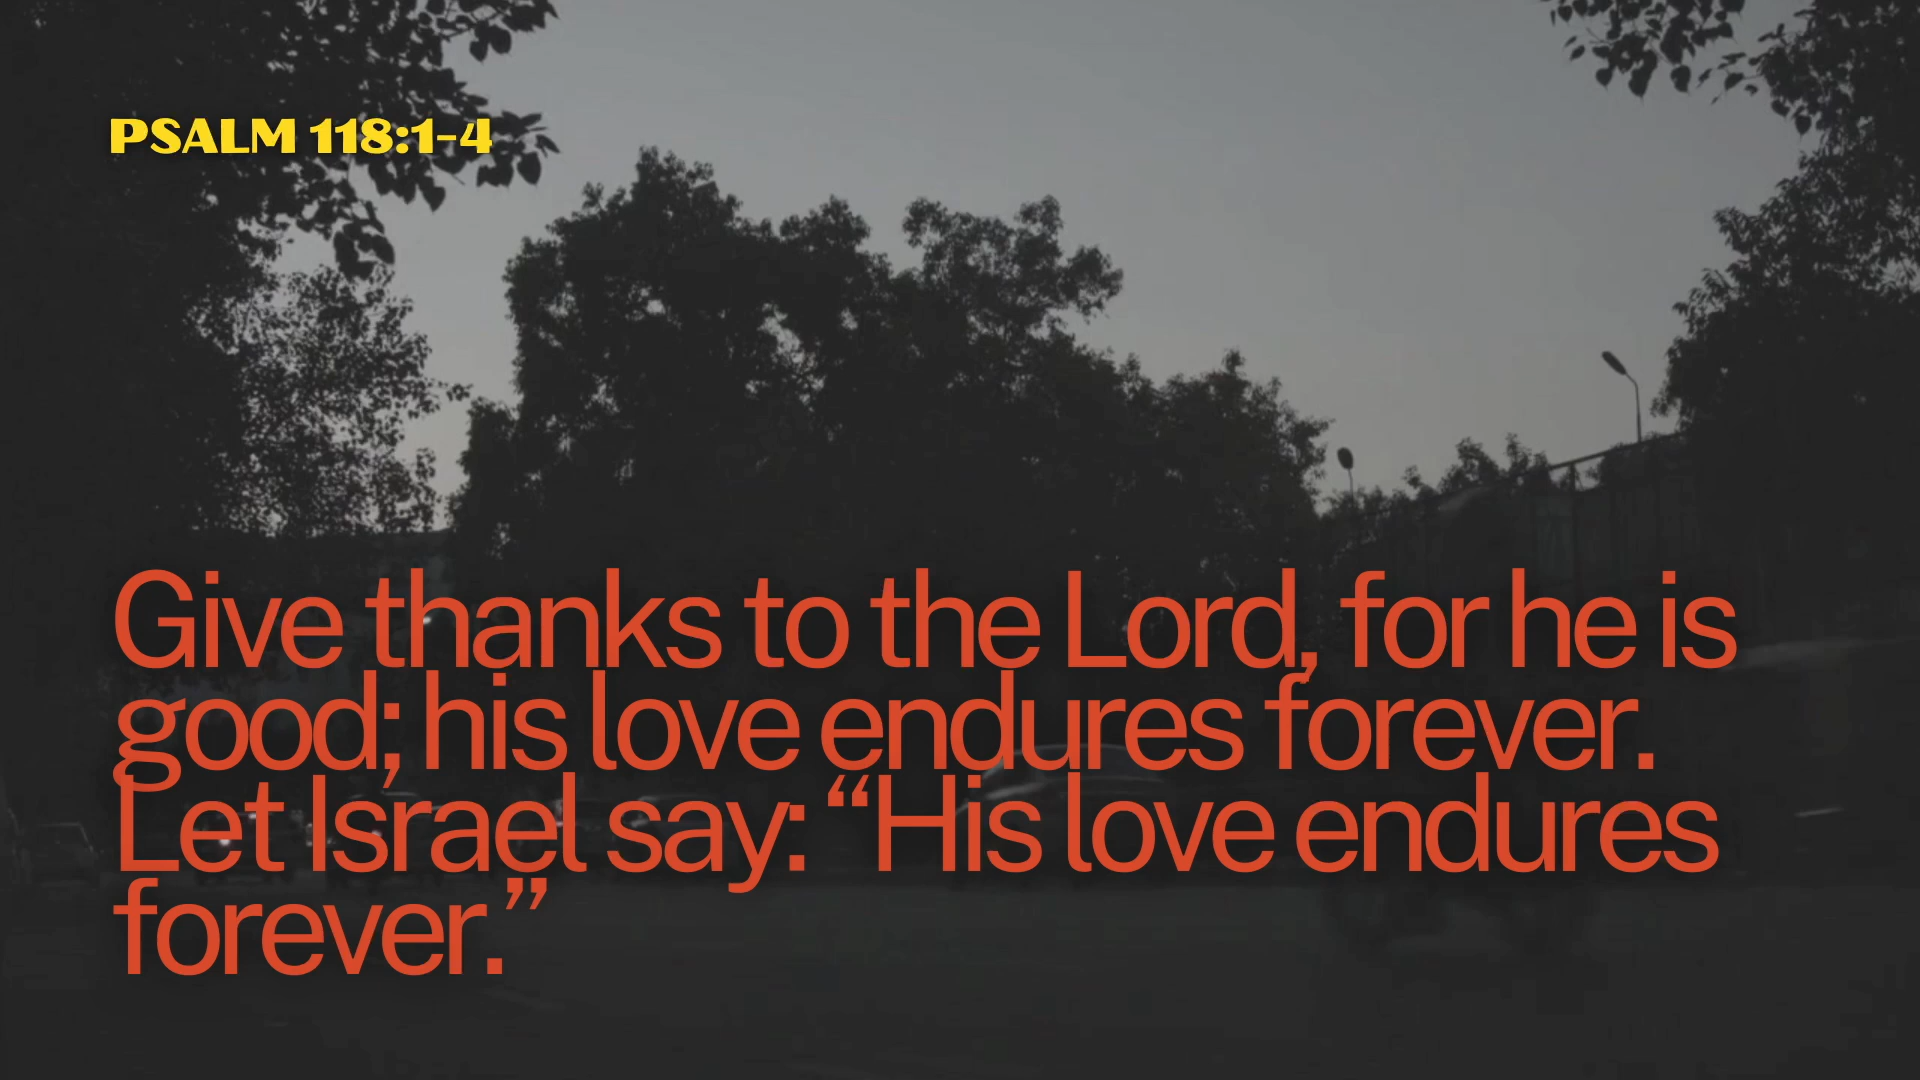 PSALM 118:1-4
Give thanks to the Lord, for he is
good; his love endures forever.
Let Israel say: “His love endures
forever.”